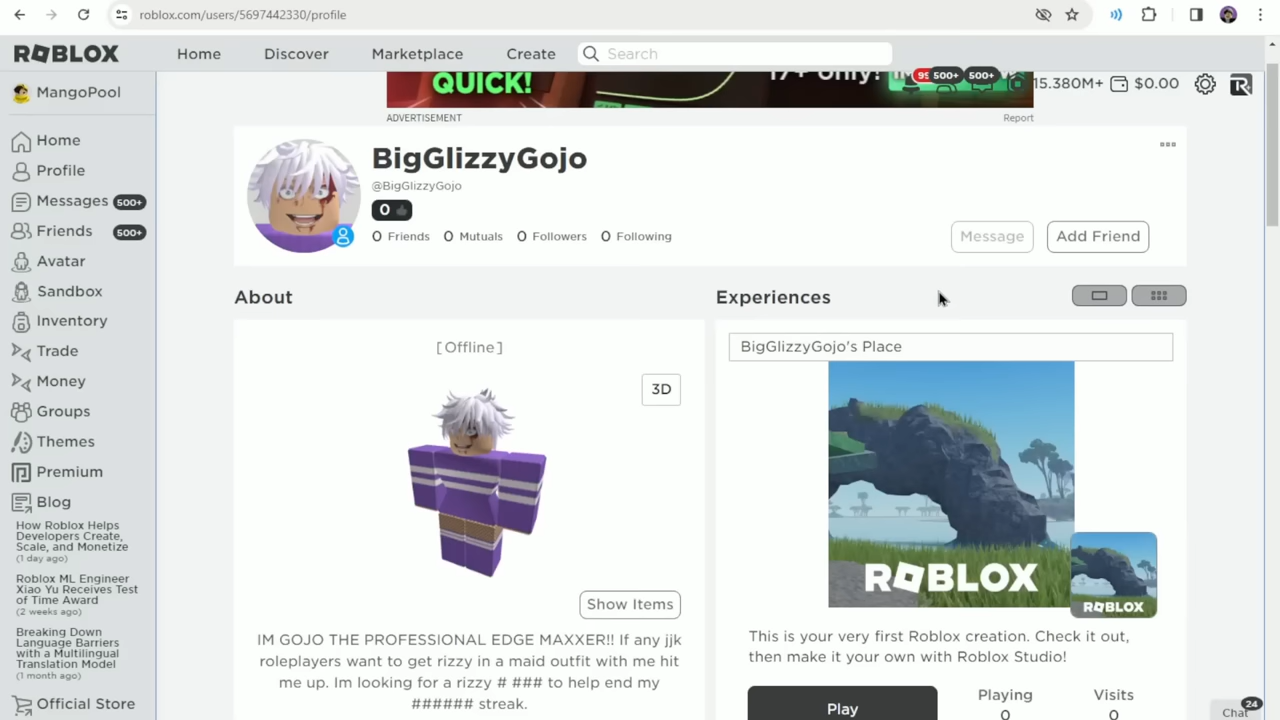 roblox.com/users/5697442330/profile
ROBLOX
Home
Discover
Marketplace
Create
Search
MangoPool
QUICK!
17+ only!
99
500+
500+
15.380M+
$0.00
ADVERTISEMENT
Report
Home
Profile
Messages 500+
Friends 500+
Avatar
Sandbox
Inventory
Trade
Money
Groups
Themes
Premium
Blog
How Roblox Helps
Developers Create,
Scale, and Monetize
(1 day ago)
Roblox ML Engineer
Xiao Yu Receives Test
of Time Award
(2 weeks ago)
Breaking Down
Language Barriers
with a Multilingual
Translation Model
(1 month ago)
Official Store
BigGlizzyGojo
@BigGlizzyGojo
0
0 Friends 0 Mutuals 0 Followers 0 Following
Message
Add Friend
About
[ Offline ]
3D
Show Items
IM GOJO THE PROFESSIONAL EDGE MAXXER!! If any jjk
roleplayers want to get rizzy in a maid outfit with me hit
me up. Im looking for a rizzy # ### to help end my
###### streak.
Experiences
BigGlizzyGojo's Place
ROBLOX
ROBLOX
This is your very first Roblox creation. Check it out,
then make it your own with Roblox Studio!
Play
Playing
0
Visits
0
Chat 24